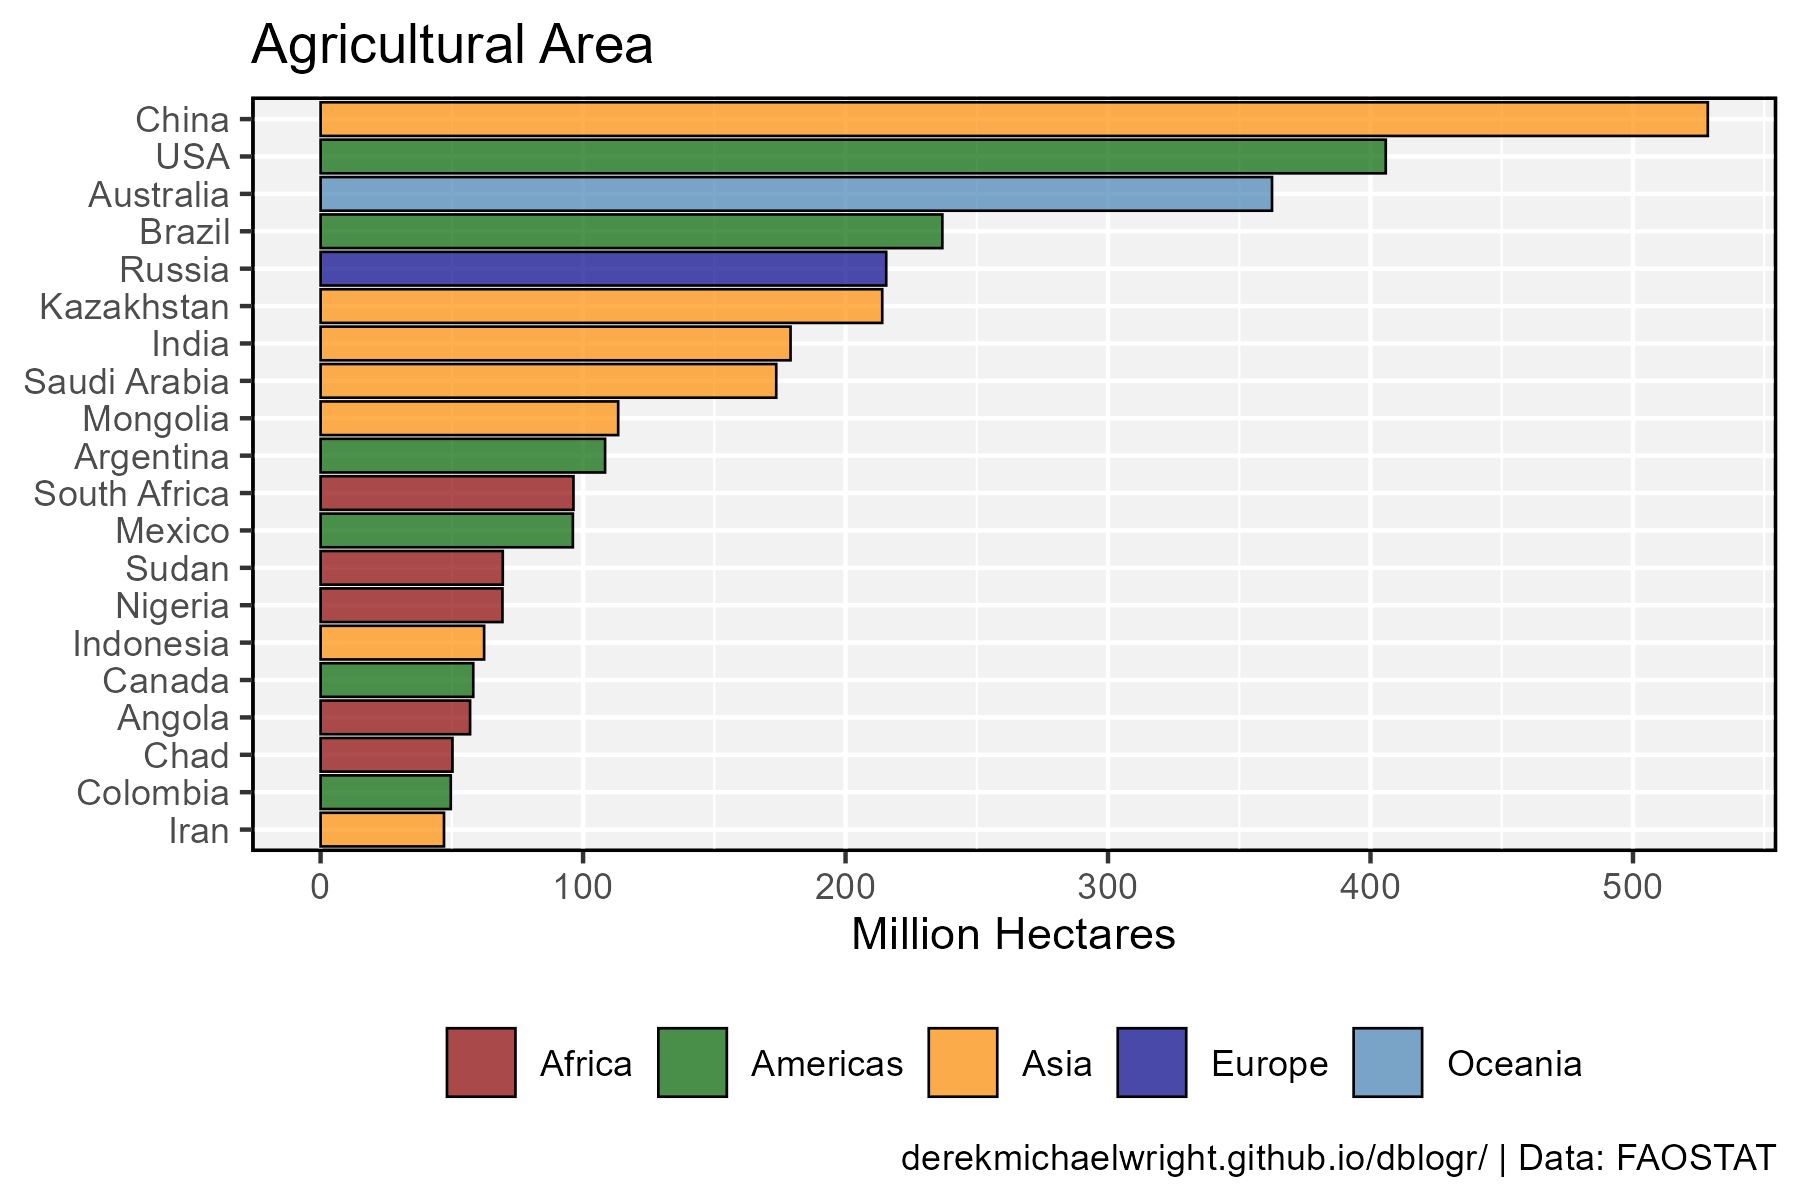 Agricultural Area
China
USA
Australia
Brazil
Russia
Kazakhstan
India
Saudi Arabia
Mongolia
Argentina
South Africa
Mexico
Sudan
Nigeria
Indonesia
Canada
Angola
Chad
Colombia
Iran
0 100 200 300 400 500
Million Hectares
Africa Americas Asia Europe Oceania
derekmichaelwright.github.io/dblogr/ | Data: FAOSTAT